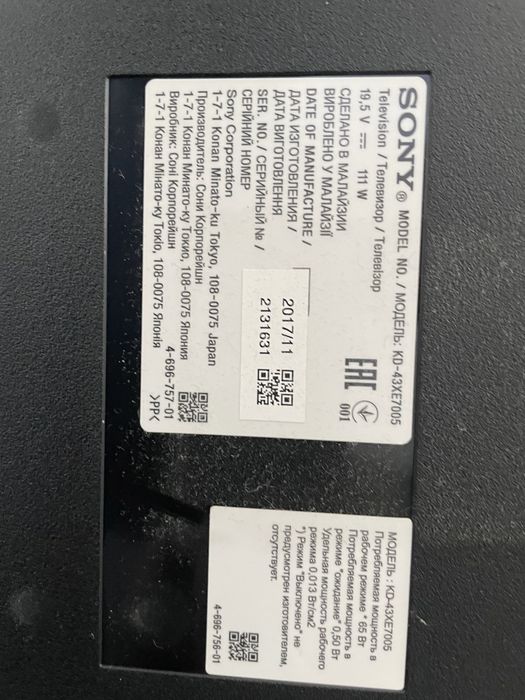 SONY® MODEL NO. / МОДЕЛЬ: KD-43XE7005
Television / Телевизор / Телевізор
19,5 V ⎓ 111 W
СДЕЛАНО В МАЛАЙЗИИ
ВИРОБЛЕНО У МАЛАЙЗІЇ
EAC
001
DATE OF MANUFACTURE /
ДАТА ИЗГОТОВЛЕНИЯ /
ДАТА ВИГОТОВЛЕННЯ
2017/11
SER. NO. / СЕРИЙНЫЙ № /
СЕРІЙНИЙ НОМЕР
2131631
Sony Corporation
1-7-1 Konan Minato-ku Tokyo, 108-0075 Japan
Производитель: Сони Корпорейшн
1-7-1 Конан Минато-ку Токио, 108-0075 Япония
Виробник: Соні Корпорейшн
1-7-1 Конан Мінато-ку Токіо, 108-0075 Японія
4-696-757-01
>PP<
МОДЕЛЬ : KD-43XE7005
Потребляемая мощность в
рабочем режиме * 65 Вт
Потребляемая мощность в
режиме "ожидание" 0,50 Вт
Удельная мощность рабочего
режима 0,013 Вт/см2
*) Режим "Выключено" не
предусмотрен изготовителем,
отсутствует.
4-696-756-01